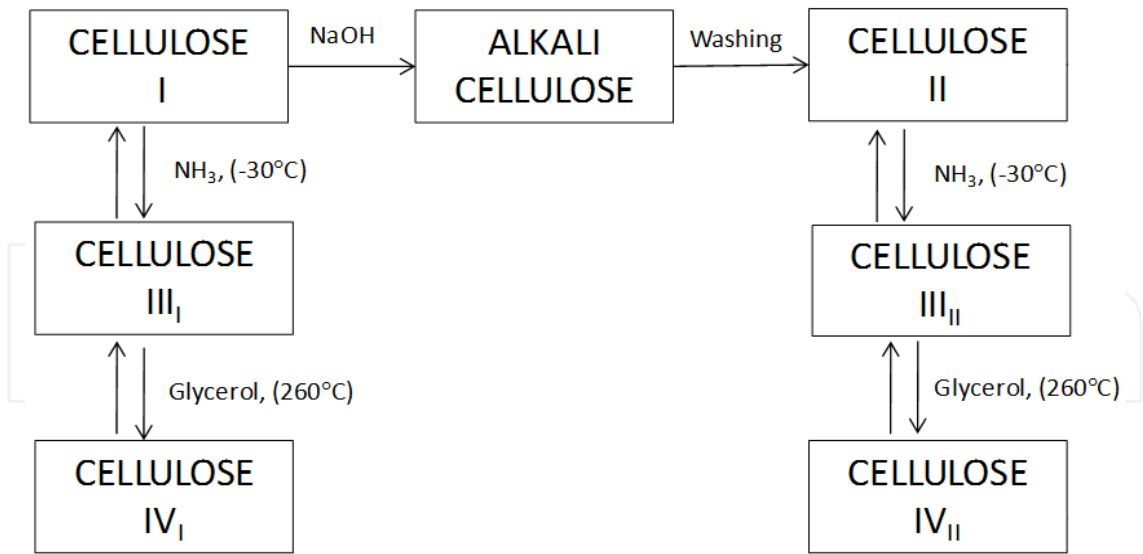 CELLULOSE
I
NaOH
ALKALI
CELLULOSE
Washing
CELLULOSE
II
NH₃, (-30°C)
NH₃, (-30°C)
CELLULOSE
IIIᵢ
CELLULOSE
IIIᵢᵢ
Glycerol, (260°C)
Glycerol, (260°C)
CELLULOSE
IVᵢ
CELLULOSE
IVᵢᵢ